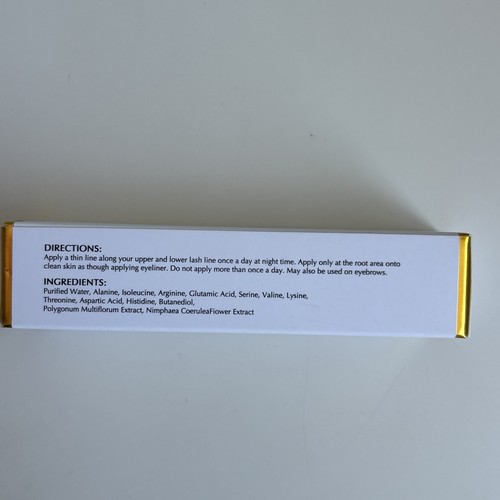 DIRECTIONS:
Apply a thin line along your upper and lower lash line once a day at night time. Apply only at the root area onto
clean skin as though applying eyeliner. Do not apply more than once a day. May also be used on eyebrows.
INGREDIENTS:
Purified Water, Alanine, Isoleucine, Arginine, Glutamic Acid, Serine, Valine, Lysine,
Threonine, Aspartic Acid, Histidine, Butanediol,
Polygonum Multiflorum Extract, Nimphaea CoeruleaFlower Extract